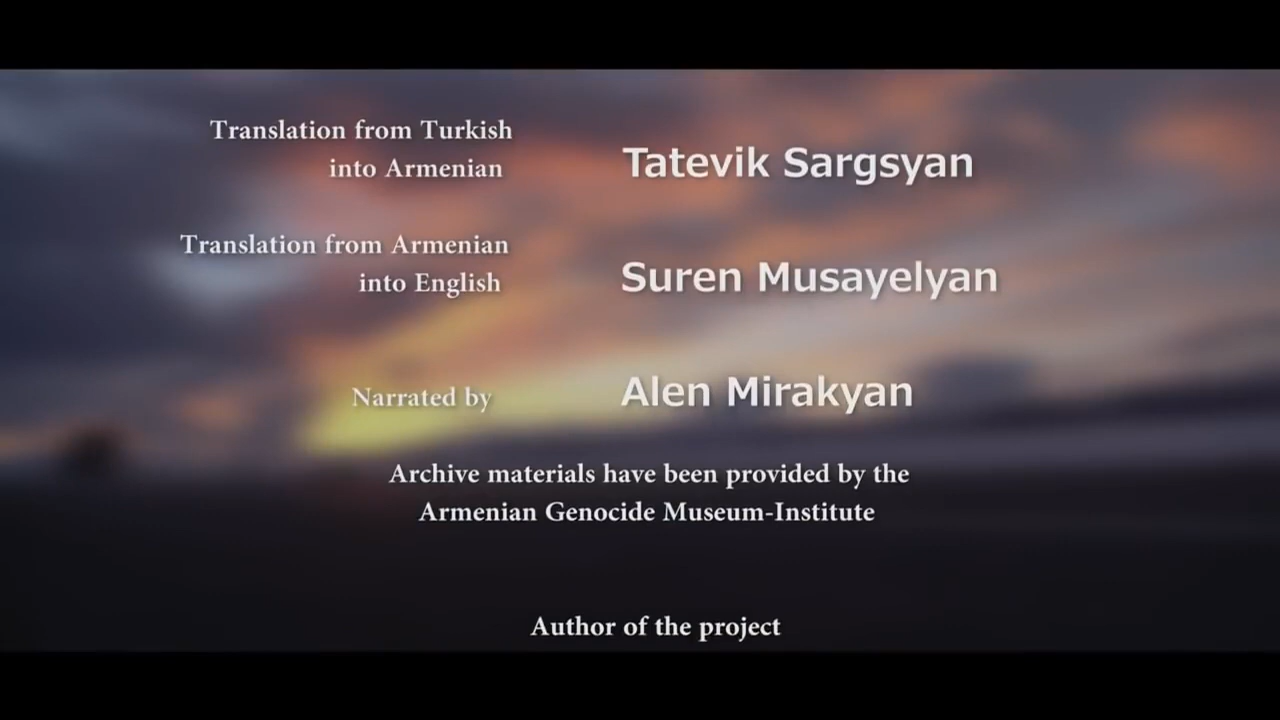 Translation from Turkish
into Armenian
Tatevik Sargsyan
Translation from Armenian
into English
Suren Musayelyan
Narrated by
Alen Mirakyan
Archive materials have been provided by the
Armenian Genocide Museum-Institute
Author of the project